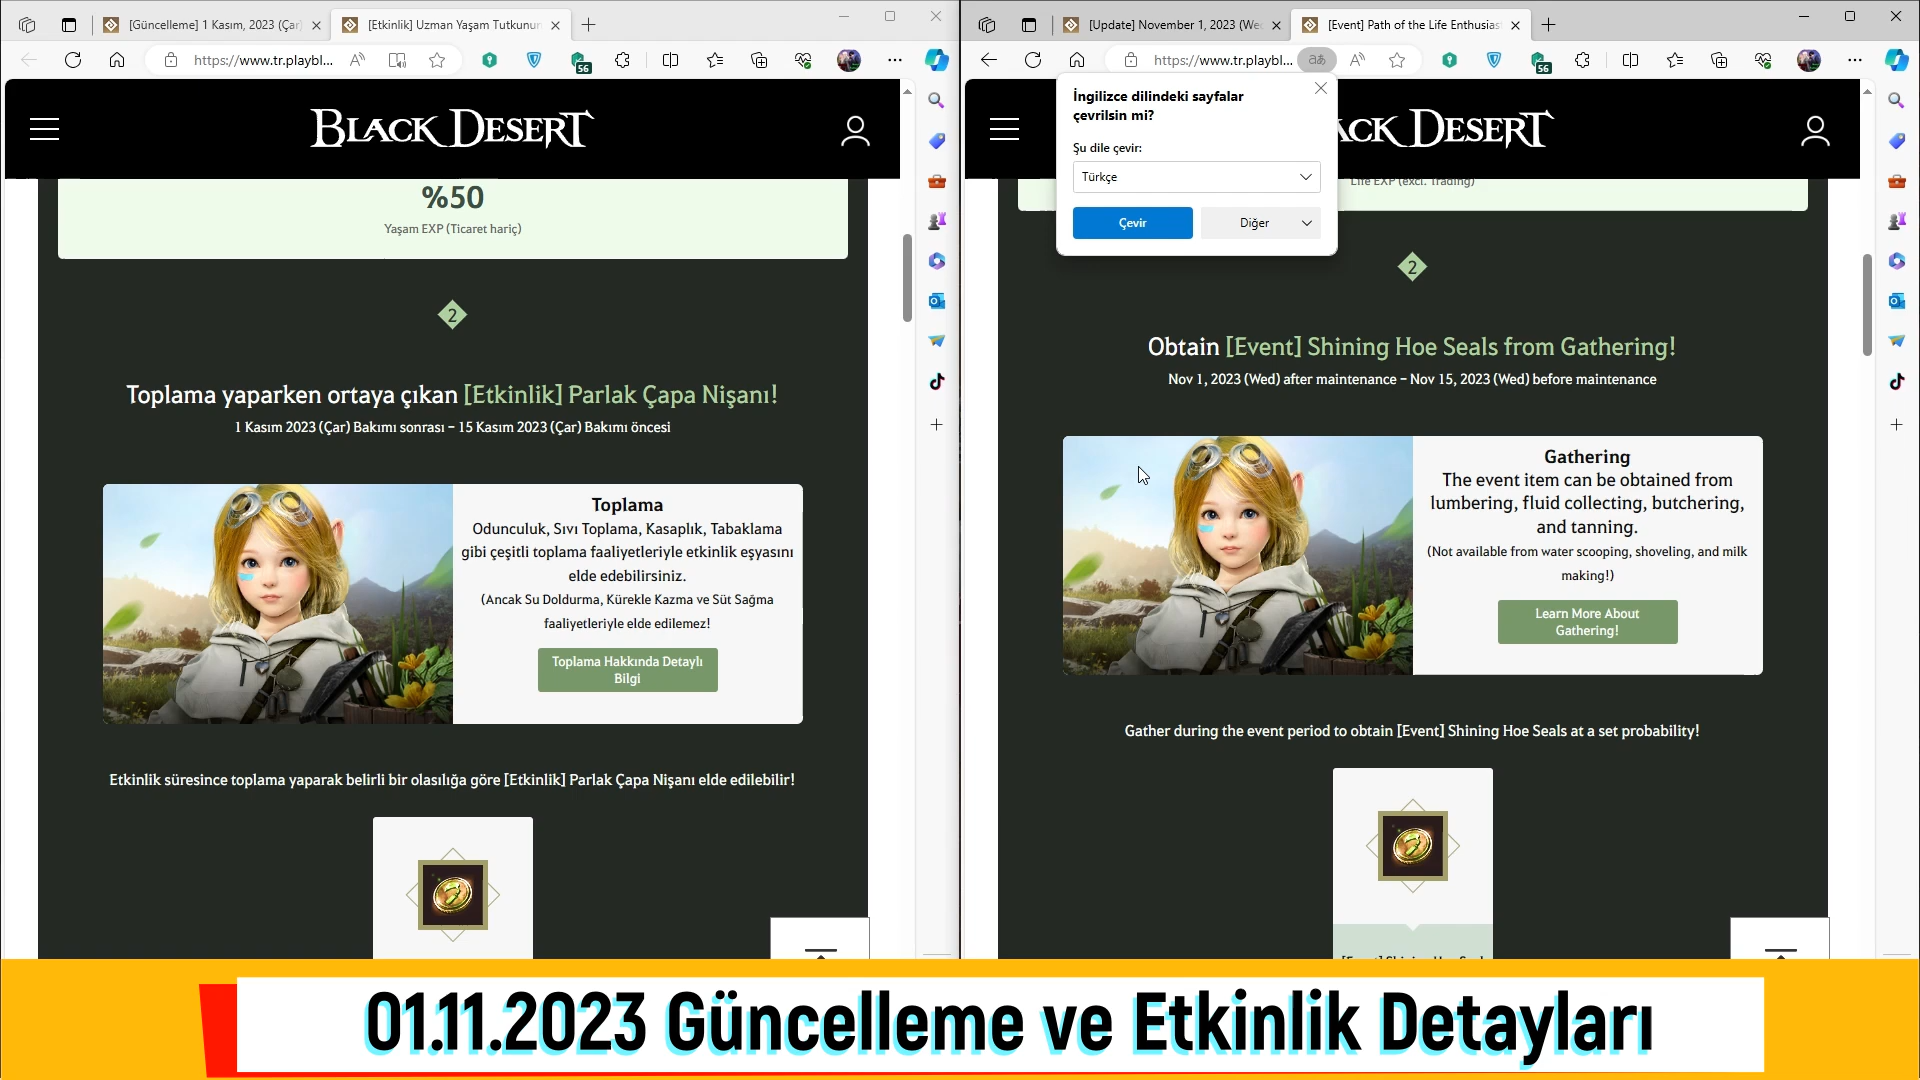 [Güncelleme] 1 Kasım, 2023 (Çar)
[Etkinlik] Uzman Yaşam Tutkunun
https://www.tr.playbl...
56
BLACK DESERT
%50
Yaşam EXP (Ticaret hariç)
2
Toplama yaparken ortaya çıkan [Etkinlik] Parlak Çapa Nişanı!
1 Kasım 2023 (Çar) Bakımı sonrası – 15 Kasım 2023 (Çar) Bakımı öncesi
Toplama
Odunculuk, Sıvı Toplama, Kasaplık, Tabaklama
gibi çeşitli toplama faaliyetleriyle etkinlik eşyasını
elde edebilirsiniz.
(Ancak Su Doldurma, Kürekle Kazma ve Süt Sağma
faaliyetleriyle elde edilemez!
Toplama Hakkında Detaylı
Bilgi
Etkinlik süresince toplama yaparak belirli bir olasılığa göre [Etkinlik] Parlak Çapa Nişanı elde edilebilir!
[Update] November 1, 2023 (We
[Event] Path of the Life Enthusias
https://www.tr.playbl...
aあ
56
İngilizce dilindeki sayfalar
çevrilsin mi?
Şu dile çevir:
Türkçe
Çevir
Diğer
ACK DESERT
Life EXP (excl. Trading)
2
Obtain [Event] Shining Hoe Seals from Gathering!
Nov 1, 2023 (Wed) after maintenance – Nov 15, 2023 (Wed) before maintenance
Gathering
The event item can be obtained from
lumbering, fluid collecting, butchering,
and tanning.
(Not available from water scooping, shoveling, and milk
making!)
Learn More About
Gathering!
Gather during the event period to obtain [Event] Shining Hoe Seals at a set probability!
01.11.2023 Güncelleme ve Etkinlik Detayları